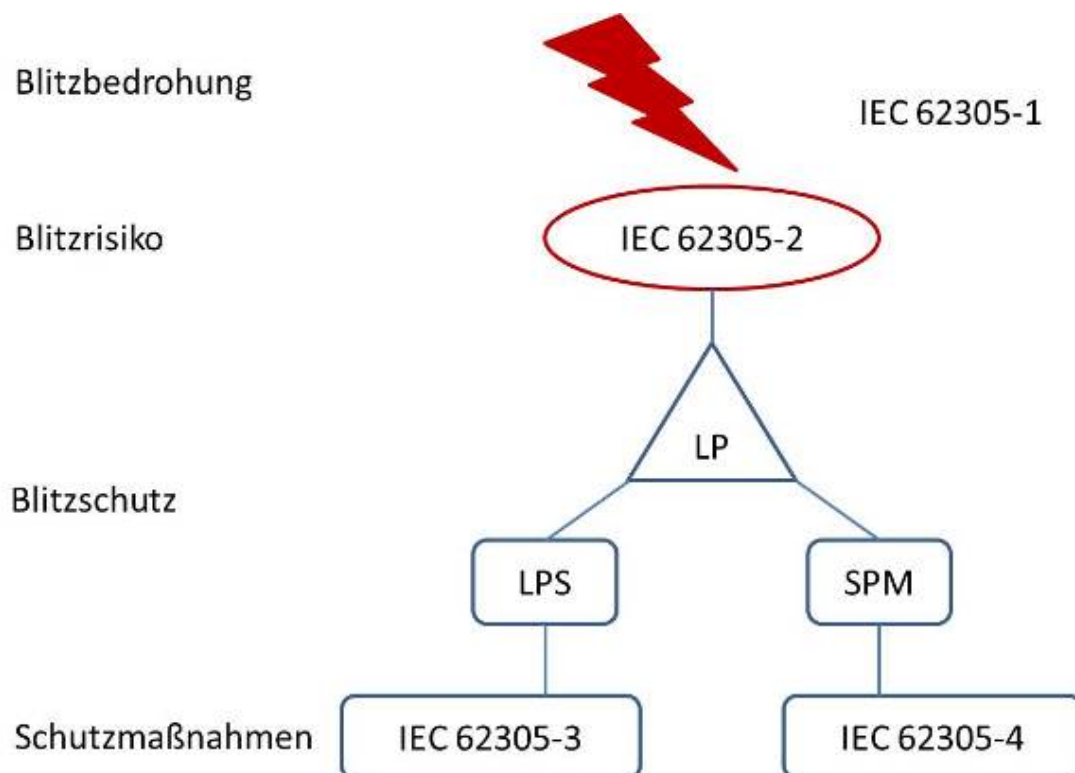 Blitzbedrohung
IEC 62305-1
Blitzrisiko
IEC 62305-2
LP
Blitzschutz
LPS
SPM
Schutzmaßnahmen
IEC 62305-3
IEC 62305-4